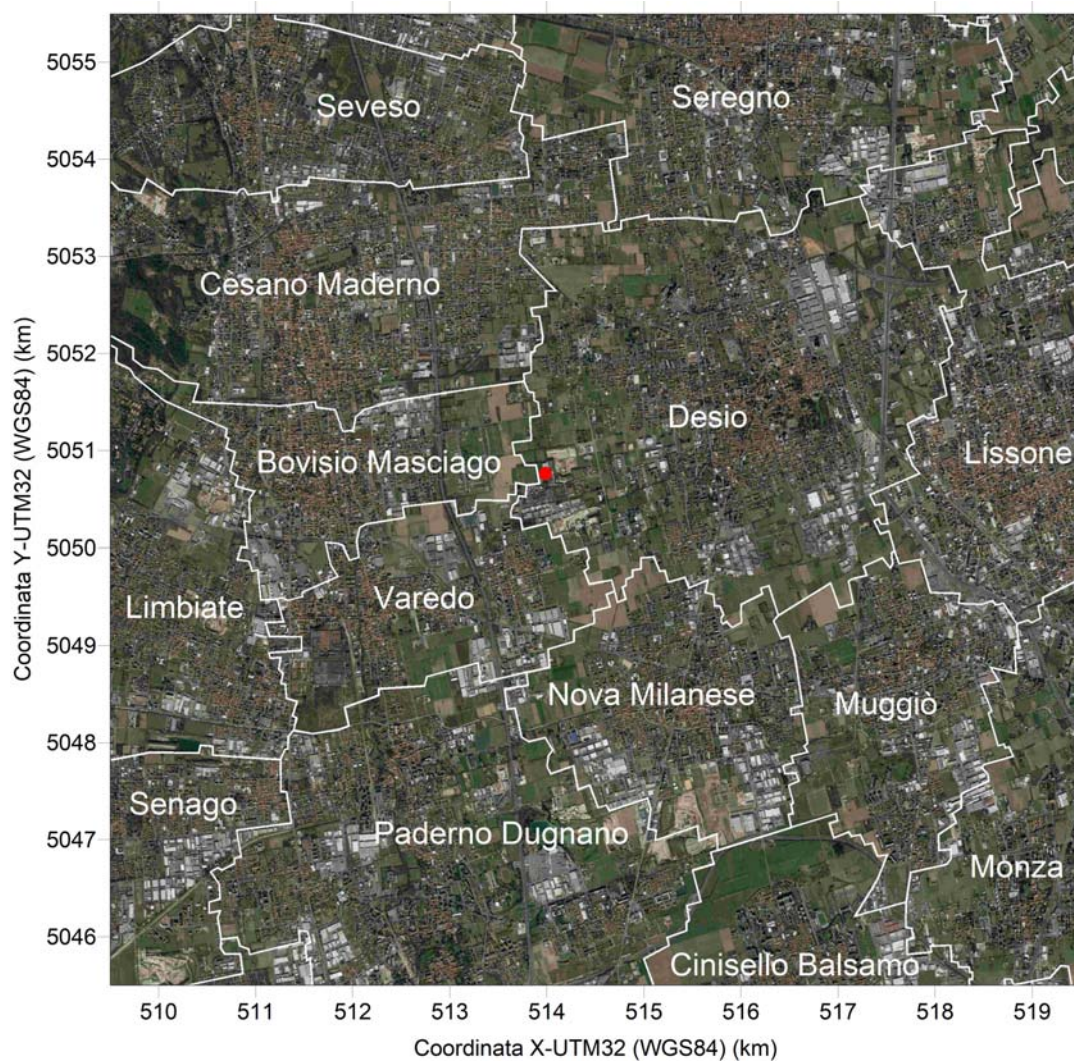 5055
Seveso
Seregno
5054
5053
Cesano Maderno
5052
Desio
5051
Bovisio Masciago
Lissone
5050
Limbiate
Varedo
5049
Nova Milanese
Muggiò
5048
Senago
Paderno Dugnano
5047
Monza
5046
Cinisello Balsamo
Coordinata Y-UTM32 (WGS84) (km)
510 511 512 513 514 515 516 517 518 519
Coordinata X-UTM32 (WGS84) (km)